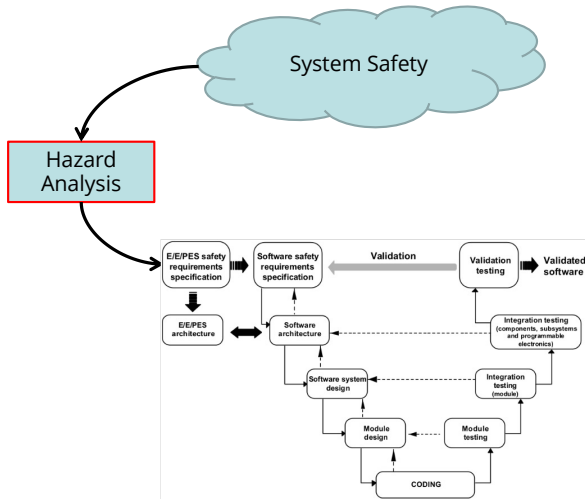 System Safety
Hazard
Analysis
E/E/PES safety
requirements
specification
Software safety
requirements
specification
Validation
Validation
testing
Validated
software
E/E/PES
architecture
Software
architecture
Integration testing
(components, subsystems
and programmable
electronics)
Software system
design
Integration
testing
(module)
Module
design
Module
testing
CODING